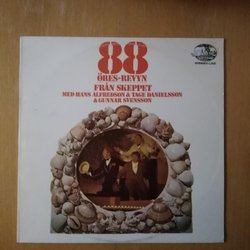 88
ÖRES-REVYN
FRÅN SKEPPET
MED HANS ALFREDSON & TAGE DANIELSSON
& GUNNAR SVENSSON